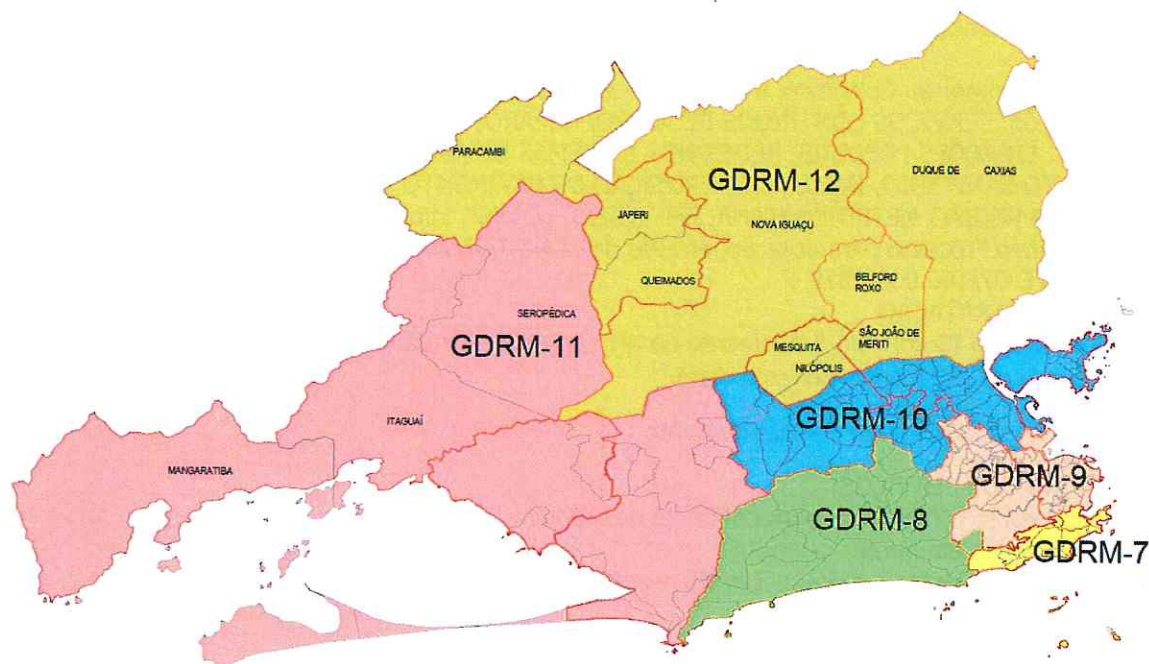 PARACAMBI
GDRM-12
DUQUE DE CAXIAS
JAPERI
NOVA IGUAÇU
QUEIMADOS
BELFORD
ROXO
SEROPÉDICA
GDRM-11
MESQUITA
SÃO JOÃO DE
MERITI
NILÓPOLIS
ITAGUAÍ
GDRM-10
MANGARATIBA
GDRM-9
GDRM-8
GDRM-7